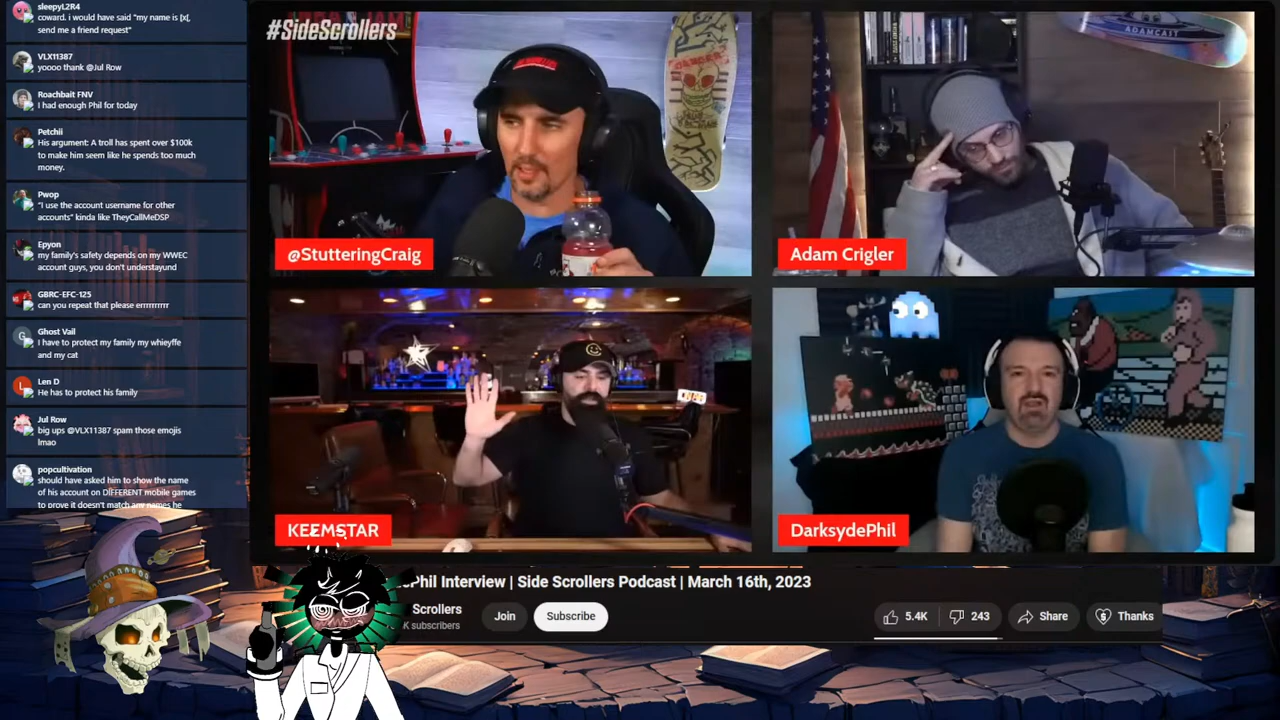 sleepyL2R4
coward. i would have said "my name is [x[,
send me a friend request"
VLX11387
yoooo thank @Jul Row
Roachbait FNV
I had enough Phil for today
Petchii
His argument: A troll has spent over $100k
to make him seem like he spends too much
money.
Pwop
"I use the account username for other
accounts" kinda like TheyCallMeDSP
Epyon
my family's safety depends on my WWEC
account guys, you don't understayund
GBRC-EFC-125
can you repeat that please errrrrrrrr
Ghost Vail
I have to protect my family my whieyffe
and my cat
Len D
He has to protect his family
Jul Row
big ups @VLX11387 spam those emojis
lmao
popcultivation
should have asked him to show the name
of his account on DIFFERENT mobile games
to prove it doesn't match any names he
#SideScrollers
@StutteringCraig
ADAMCAIT
Adam Crigler
KEEMSTAR
DarksydePhil
Phil Interview | Side Scrollers Podcast | March 16th, 2023
Scrollers
K subscribers
Join
Subscribe
5.4K
243
Share
Thanks